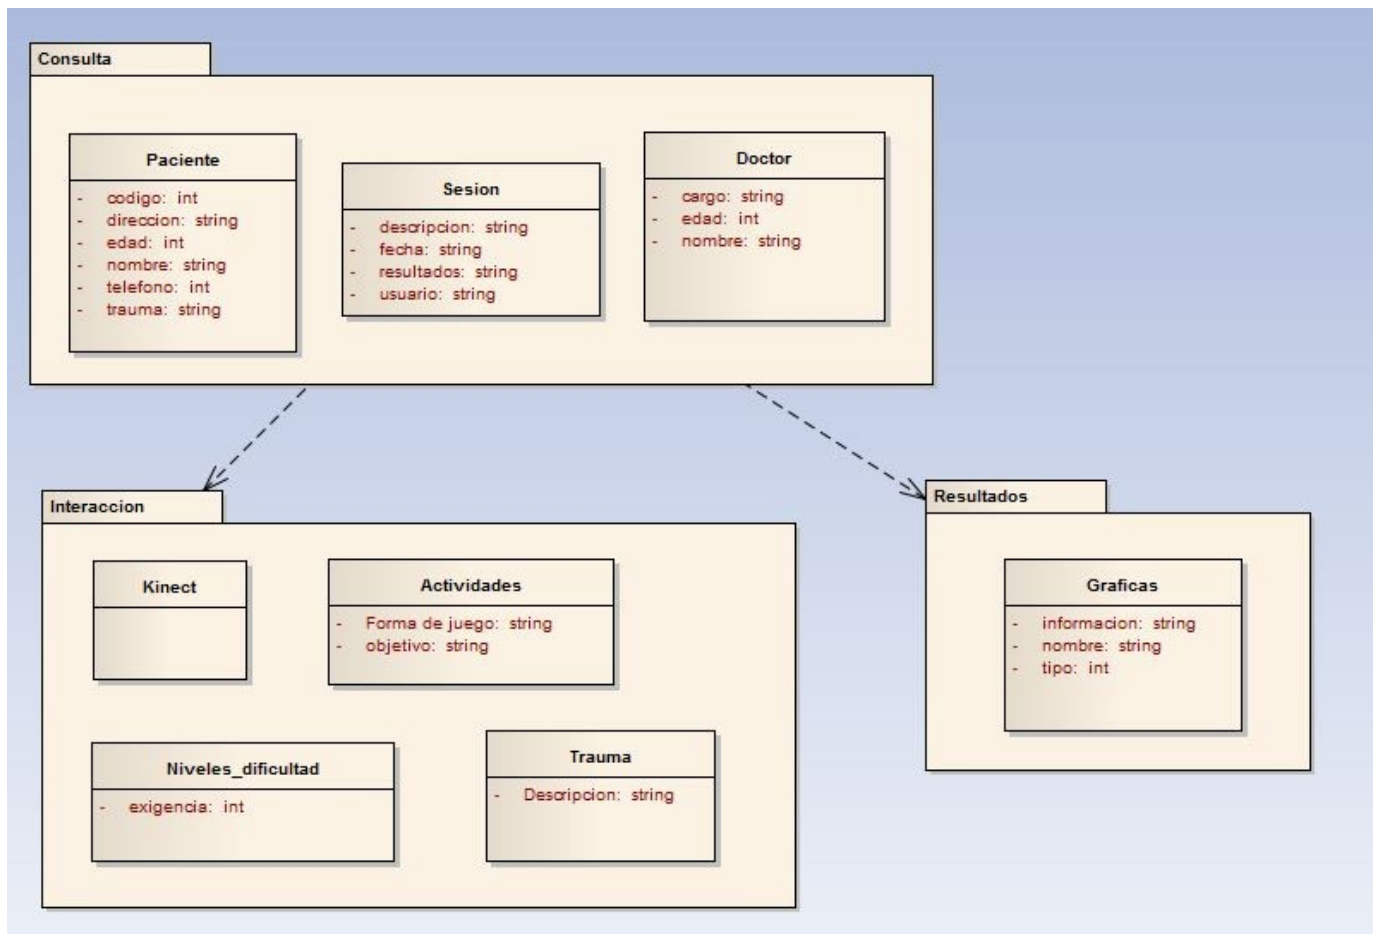 Consulta
Paciente
- codigo: int
- direccion: string
- edad: int
- nombre: string
- telefono: int
- trauma: string
Sesion
- descripcion: string
- fecha: string
- resultados: string
- usuario: string
Doctor
- cargo: string
- edad: int
- nombre: string
Interaccion
Kinect
Actividades
- Forma de juego: string
- objetivo: string
Niveles_dificultad
- exigencia: int
Trauma
- Descripcion: string
Resultados
Graficas
- informacion: string
- nombre: string
- tipo: int